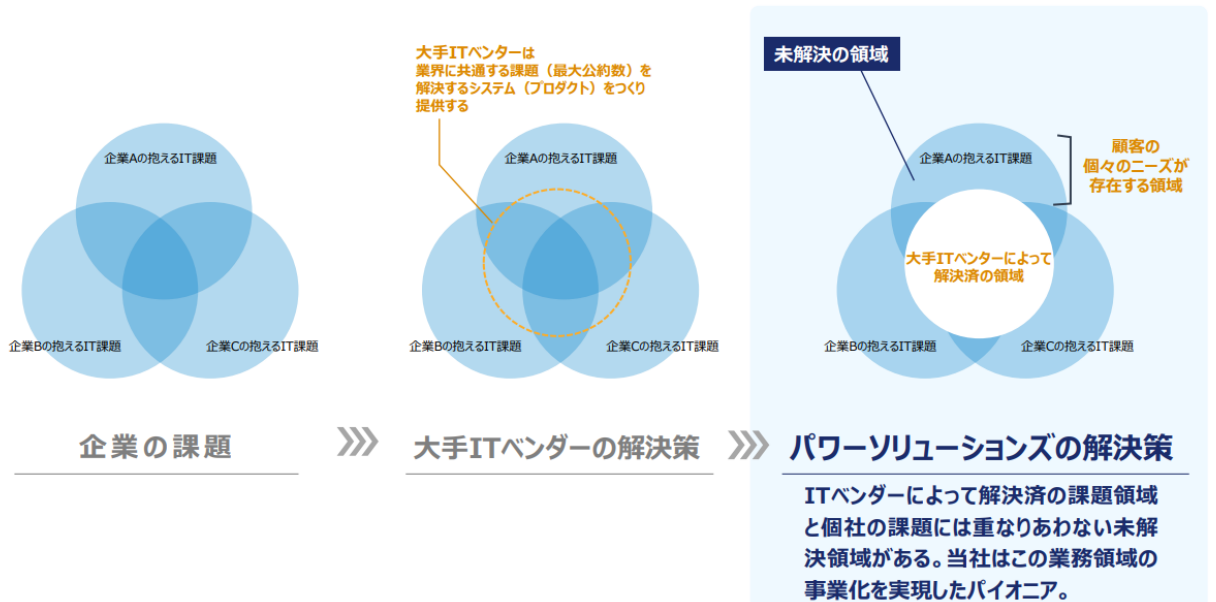 企業Aの抱えるIT課題
企業Bの抱えるIT課題
企業Cの抱えるIT課題
企業の課題
大手ITベンターは
業界に共通する課題（最大公約数）を
解決するシステム（プロダクト）をつくり
提供する
企業Aの抱えるIT課題
企業Bの抱えるIT課題
企業Cの抱えるIT課題
大手ITベンダーの解決策
未解決の領域
顧客の
個々のニーズが
存在する領域
企業Aの抱えるIT課題
大手ITベンターによって
解決済の領域
企業Bの抱えるIT課題
企業Cの抱えるIT課題
パワーソリューションズの解決策
ITベンダーによって解決済の課題領域
と個社の課題には重なりあわない未解
決領域がある。当社はこの業務領域の
事業化を実現したパイオニア。